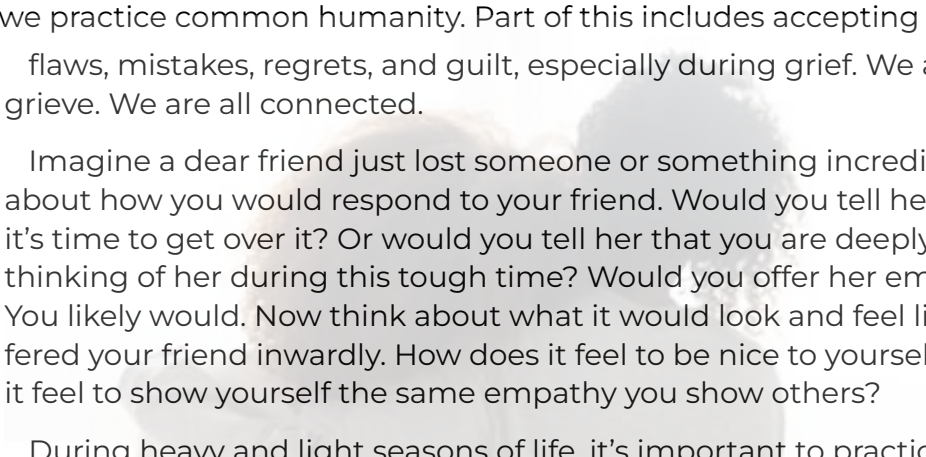 we practice common humanity. Part of this includes accepting
flaws, mistakes, regrets, and guilt, especially during grief. We
grieve. We are all connected.
Imagine a dear friend just lost someone or something incredi
about how you would respond to your friend. Would you tell he
it’s time to get over it? Or would you tell her that you are deeply
thinking of her during this tough time? Would you offer her em
You likely would. Now think about what it would look and feel li
fered your friend inwardly. How does it feel to be nice to yoursel
it feel to show yourself the same empathy you show others?
During heavy and light seasons of life, it’s important to practic